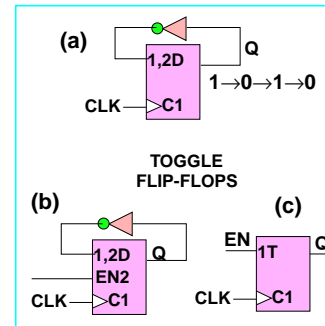 (a)
Q
1,2D
1→0→1→0
CLK
C1
TOGGLE
FLIP-FLOPS
(b)
(c)
Q
1,2D
EN2
CLK
C1
EN
1T
Q
CLK
C1